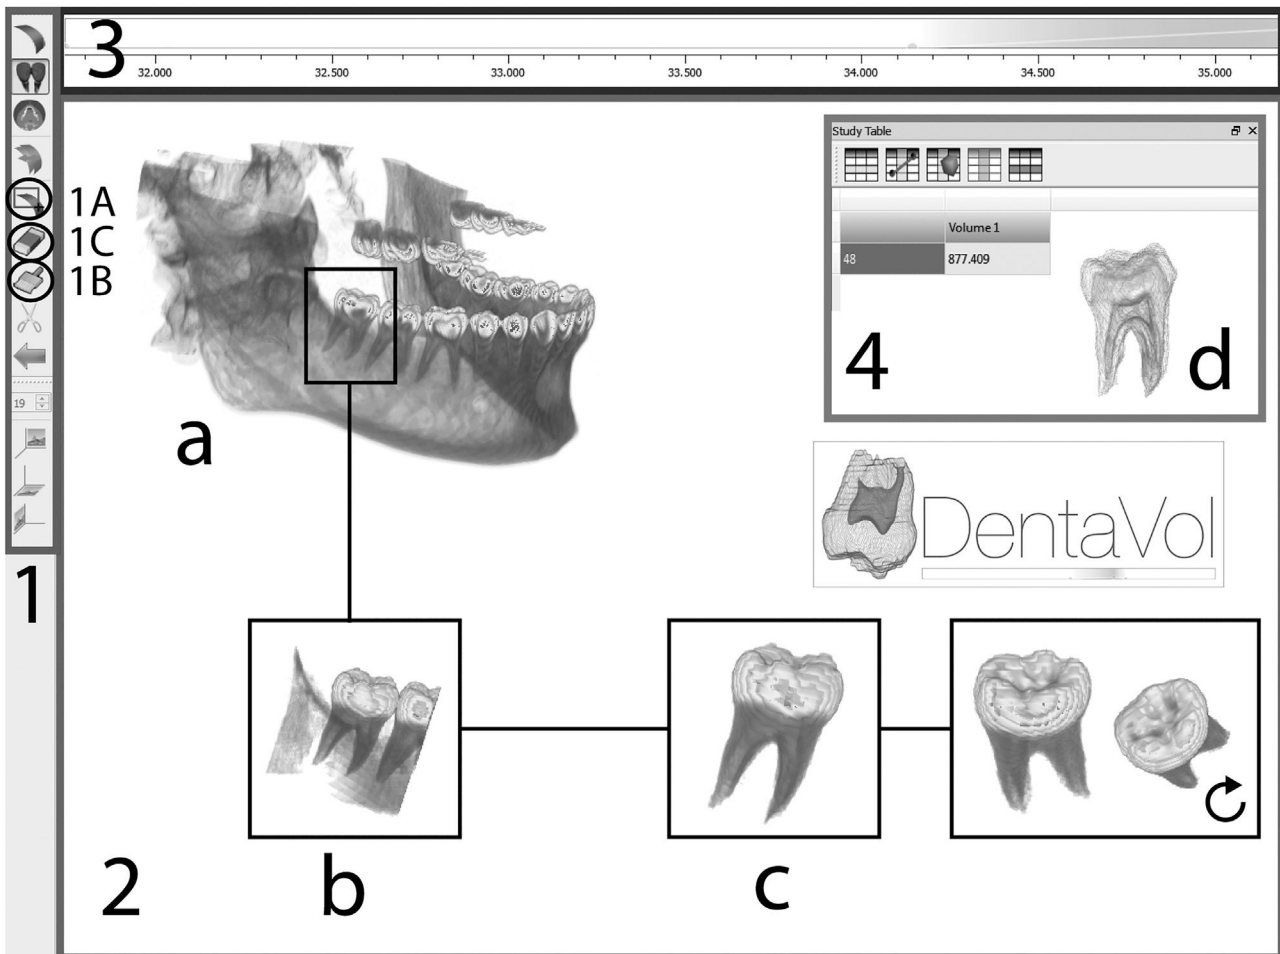 3
32.000 32.500 33.000 33.500 34.000 34.500 35.000
1A
1C
1B
19
1
a
Study Table
Volume 1
48 877.409
4
d
DentaVol
2
b
c